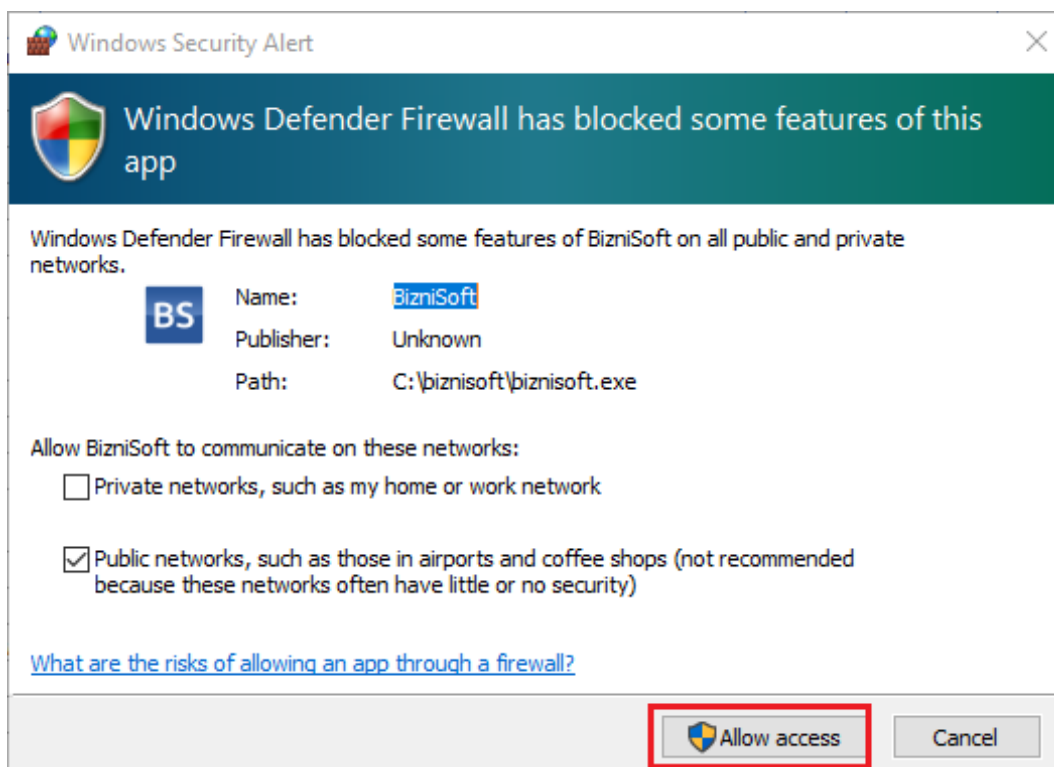 Windows Security Alert
Windows Defender Firewall has blocked some features of this
app
Windows Defender Firewall has blocked some features of BizniSoft on all public and private
networks.
BS
Name: BizniSoft
Publisher: Unknown
Path: C:\biznisoft\biznisoft.exe
Allow BizniSoft to communicate on these networks:
Private networks, such as my home or work network
Public networks, such as those in airports and coffee shops (not recommended
because these networks often have little or no security)
What are the risks of allowing an app through a firewall?
Allow access Cancel